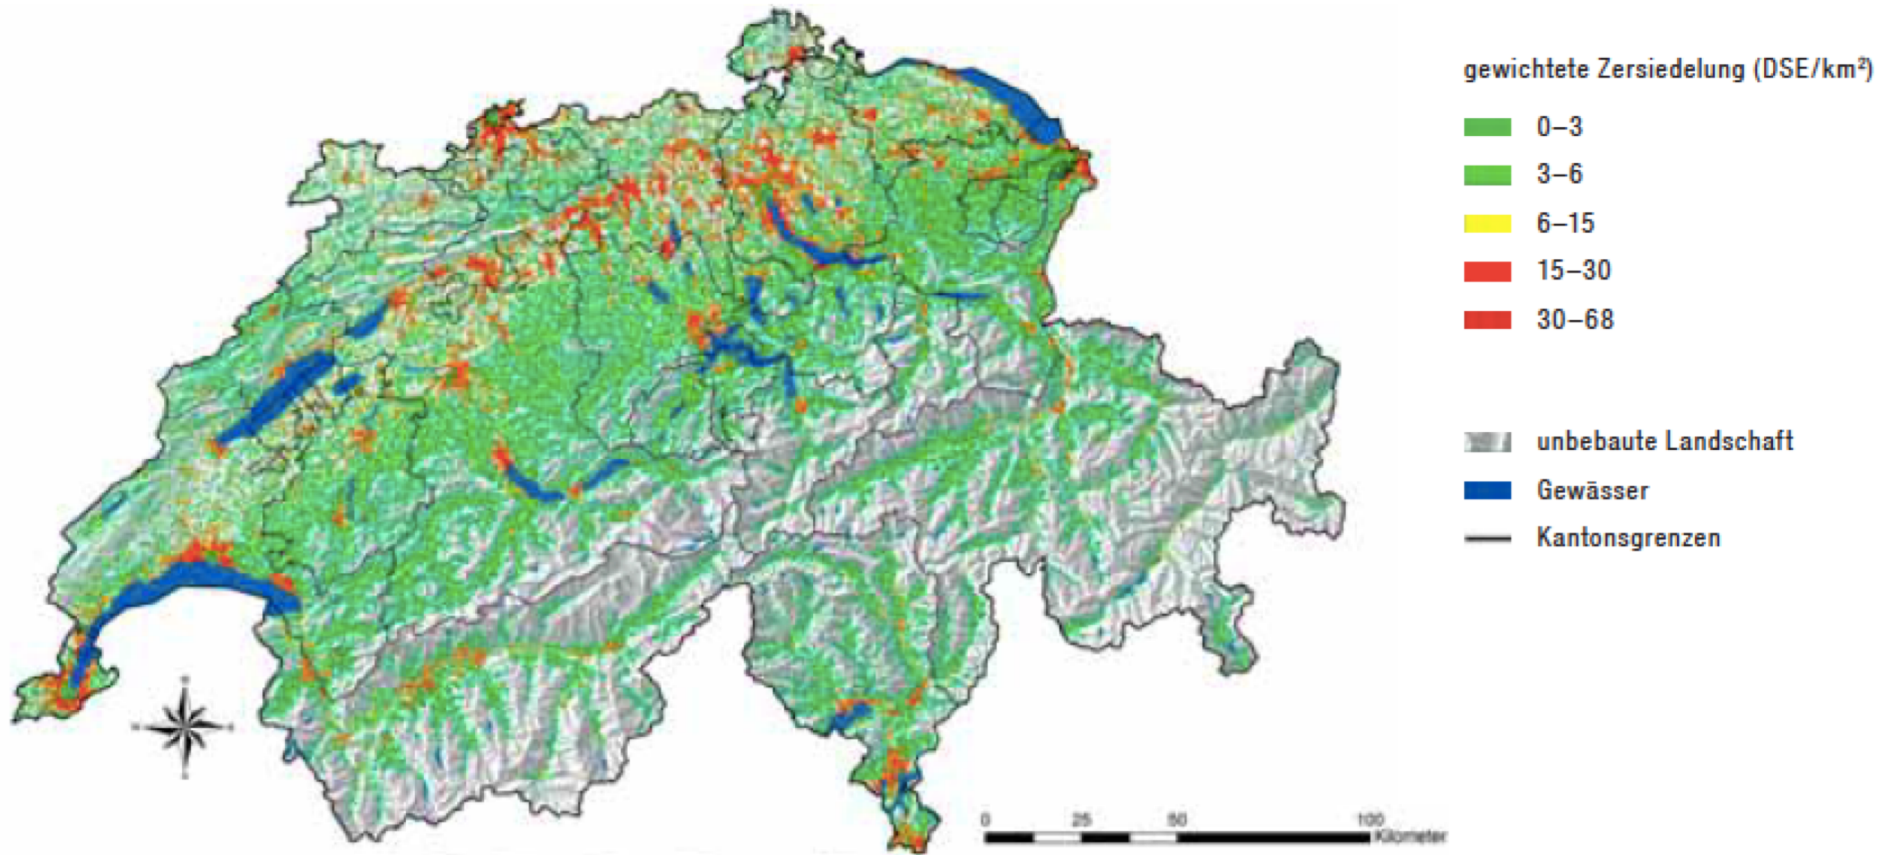 gewichtete Zersiedelung (DSE/km²)
0–3
3–6
6–15
15–30
30–68
unbebaute Landschaft
Gewässer
Kantonsgrenzen
0 25 50 100
Kilometer